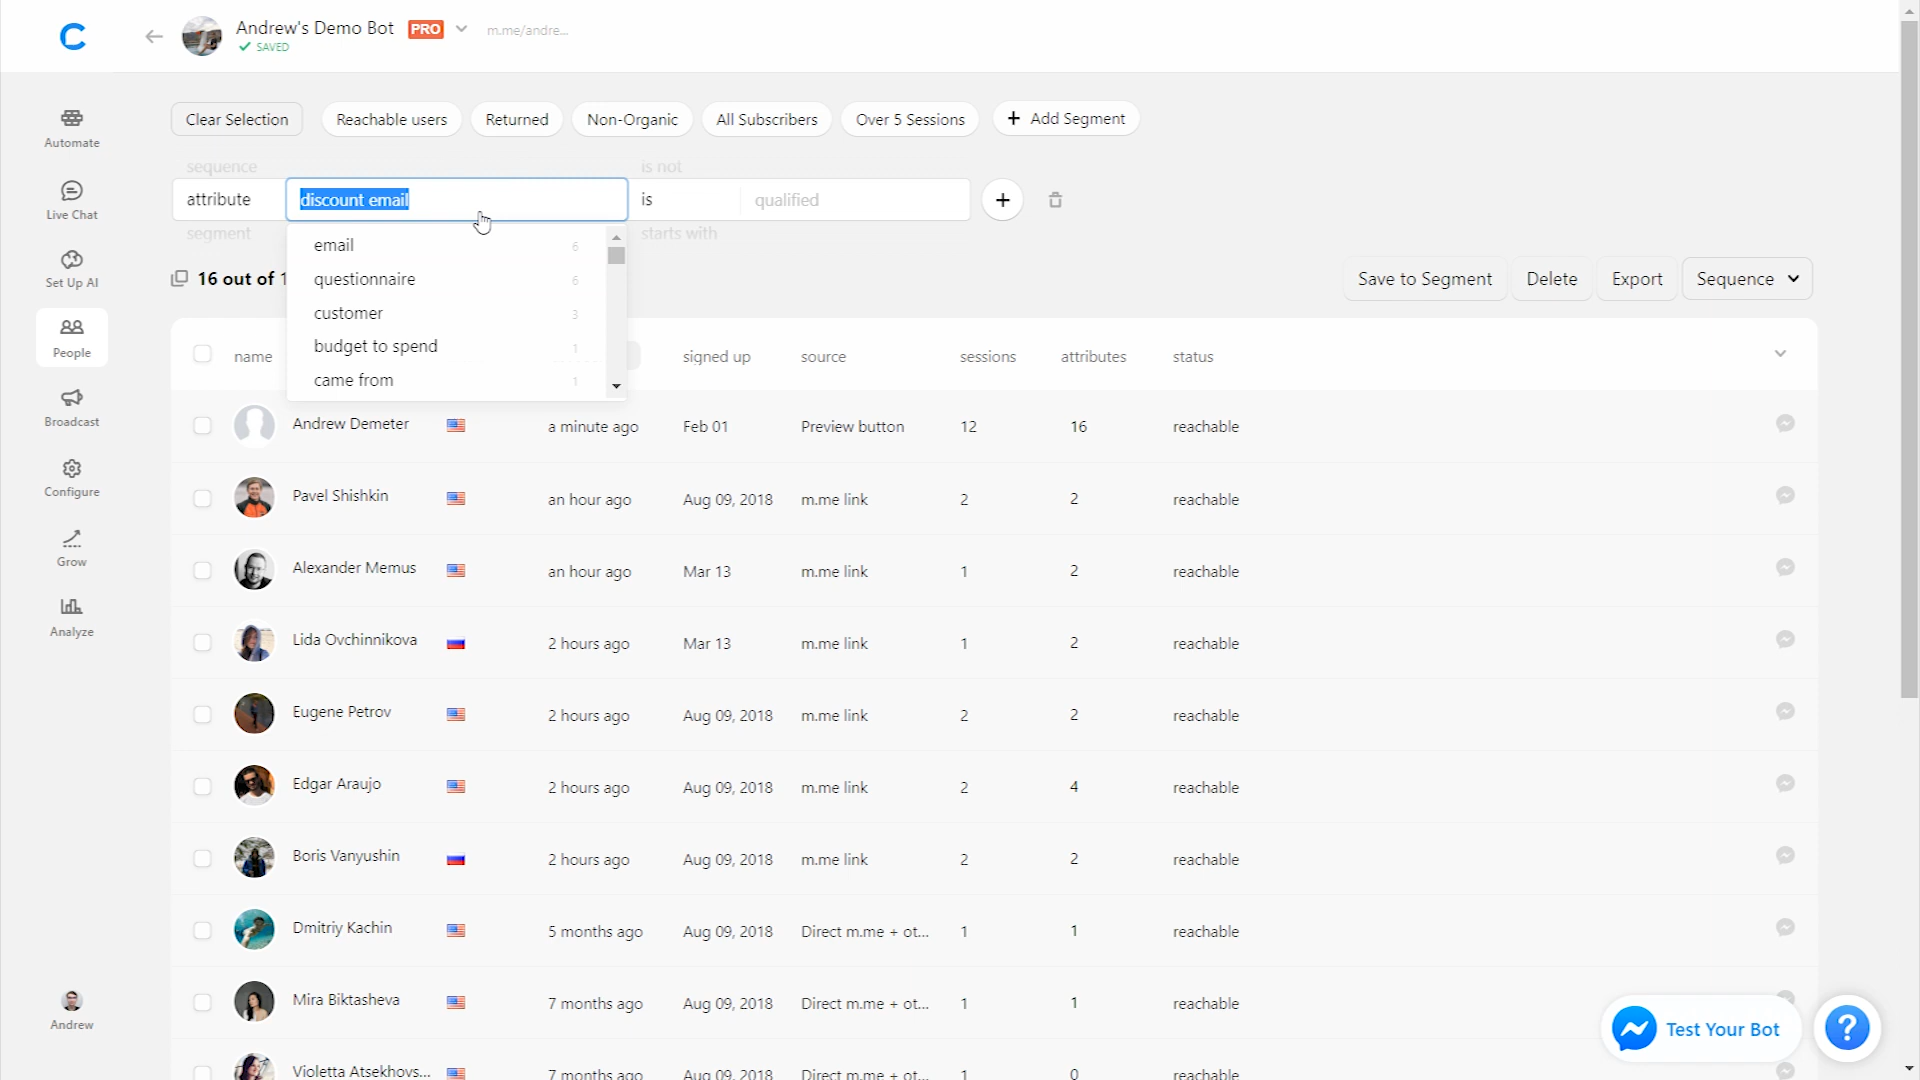 Andrew's Demo Bot PRO m.me/andre...
SAVED
Clear Selection Reachable users Returned Non-Organic All Subscribers Over 5 Sessions + Add Segment
sequence is not
attribute discount email is qualified +
segment starts with
email 6
questionnaire 6
customer 3
budget to spend 1
came from 1
16 out of 1 Save to Segment Delete Export Sequence
name signed up source sessions attributes status
Andrew Demeter a minute ago Feb 01 Preview button 12 16 reachable
Pavel Shishkin an hour ago Aug 09, 2018 m.me link 2 2 reachable
Alexander Memus an hour ago Mar 13 m.me link 1 2 reachable
Lida Ovchinnikova 2 hours ago Mar 13 m.me link 1 2 reachable
Eugene Petrov 2 hours ago Aug 09, 2018 m.me link 2 2 reachable
Edgar Araujo 2 hours ago Aug 09, 2018 m.me link 2 4 reachable
Boris Vanyushin 2 hours ago Aug 09, 2018 m.me link 2 2 reachable
Dmitriy Kachin 5 months ago Aug 09, 2018 Direct m.me + ot... 1 1 reachable
Mira Biktasheva 7 months ago Aug 09, 2018 Direct m.me + ot... 1 1 reachable
Violetta Atsekhovs... 7 months ago Aug 09, 2018 Direct m.me + ot... 1 0 reachable
Automate
Live Chat
Set Up AI
People
Broadcast
Configure
Grow
Analyze
Andrew
Test Your Bot ?